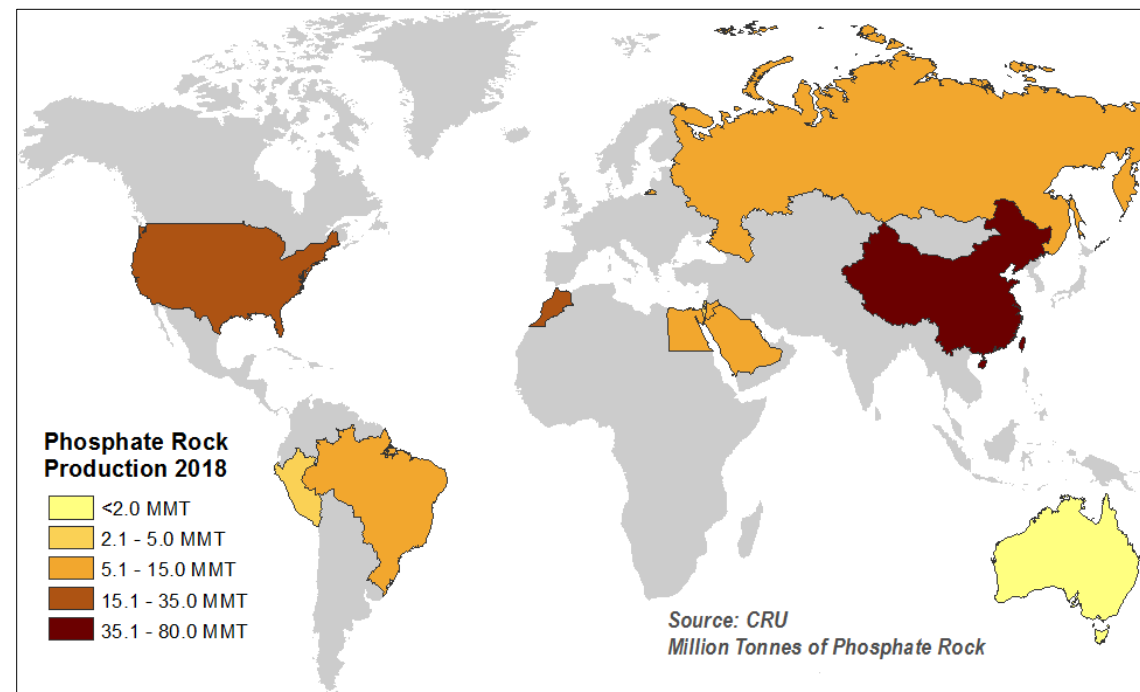 Phosphate Rock
Production 2018
<2.0 MMT
2.1 - 5.0 MMT
5.1 - 15.0 MMT
15.1 - 35.0 MMT
35.1 - 80.0 MMT
Source: CRU
Million Tonnes of Phosphate Rock